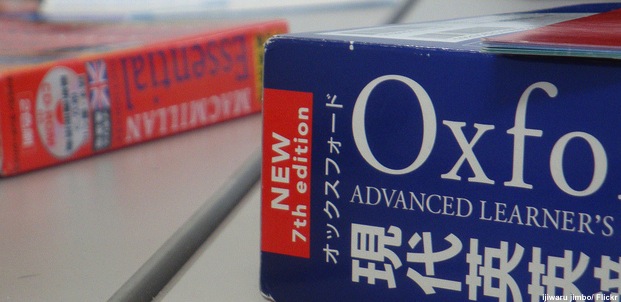 Essential
MACMILLAN
NEW
7th edition
オックスフォード
Oxfo
ADVANCED LEARNER'S
現代英英
Ijiwaru jimbo/ Flickr